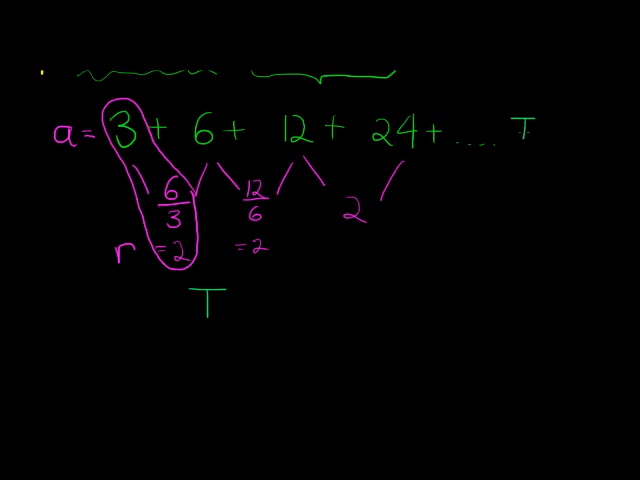 a = 3 + 6 + 12 + 24 + .... T
6/3 12/6 2
r = 2 = 2
T